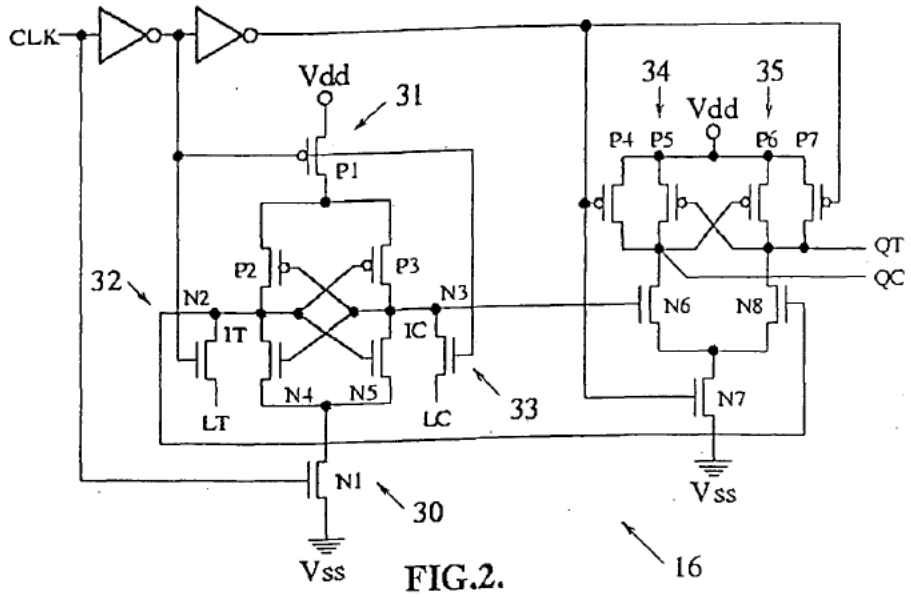 CLK
34
35
Vdd
31
Vdd
P4 P5 P6 P7
P1
P2 P3
QT
QC
32
N2
N3
IT
IC
N6
N8
N4 N5
LT
LC
33
N7
N1
30
Vss
Vss
16
FIG.2.